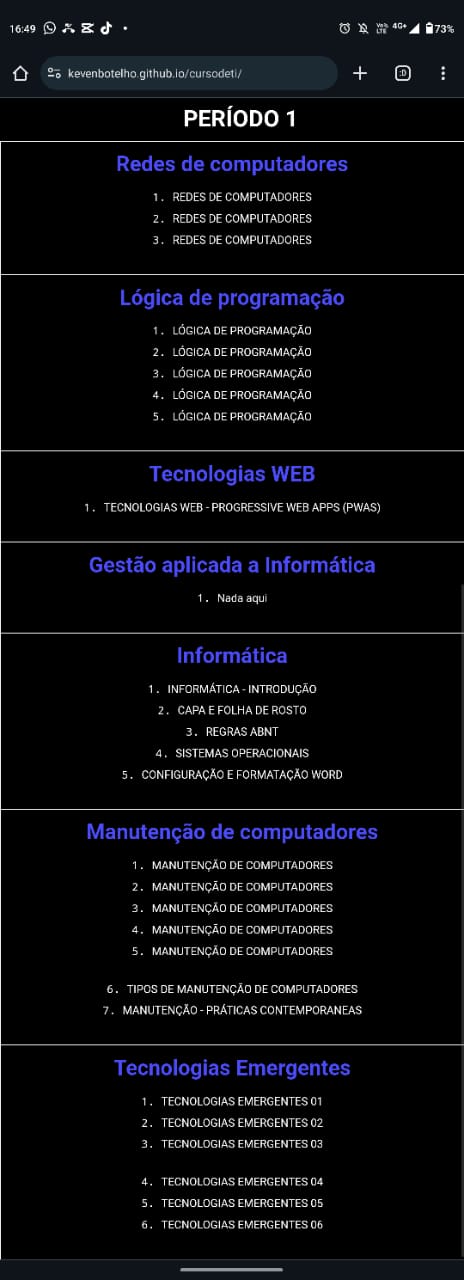 16:49
VoLTE 4G+ 73%
kevenbotelho.github.io/cursodeti/
:D
PERÍODO 1
Redes de computadores
1. REDES DE COMPUTADORES
2. REDES DE COMPUTADORES
3. REDES DE COMPUTADORES
Lógica de programação
1. LÓGICA DE PROGRAMAÇÃO
2. LÓGICA DE PROGRAMAÇÃO
3. LÓGICA DE PROGRAMAÇÃO
4. LÓGICA DE PROGRAMAÇÃO
5. LÓGICA DE PROGRAMAÇÃO
Tecnologias WEB
1. TECNOLOGIAS WEB - PROGRESSIVE WEB APPS (PWAS)
Gestão aplicada a Informática
1. Nada aqui
Informática
1. INFORMÁTICA - INTRODUÇÃO
2. CAPA E FOLHA DE ROSTO
3. REGRAS ABNT
4. SISTEMAS OPERACIONAIS
5. CONFIGURAÇÃO E FORMATAÇÃO WORD
Manutenção de computadores
1. MANUTENÇÃO DE COMPUTADORES
2. MANUTENÇÃO DE COMPUTADORES
3. MANUTENÇÃO DE COMPUTADORES
4. MANUTENÇÃO DE COMPUTADORES
5. MANUTENÇÃO DE COMPUTADORES
6. TIPOS DE MANUTENÇÃO DE COMPUTADORES
7. MANUTENÇÃO - PRÁTICAS CONTEMPORANEAS
Tecnologias Emergentes
1. TECNOLOGIAS EMERGENTES 01
2. TECNOLOGIAS EMERGENTES 02
3. TECNOLOGIAS EMERGENTES 03
4. TECNOLOGIAS EMERGENTES 04
5. TECNOLOGIAS EMERGENTES 05
6. TECNOLOGIAS EMERGENTES 06